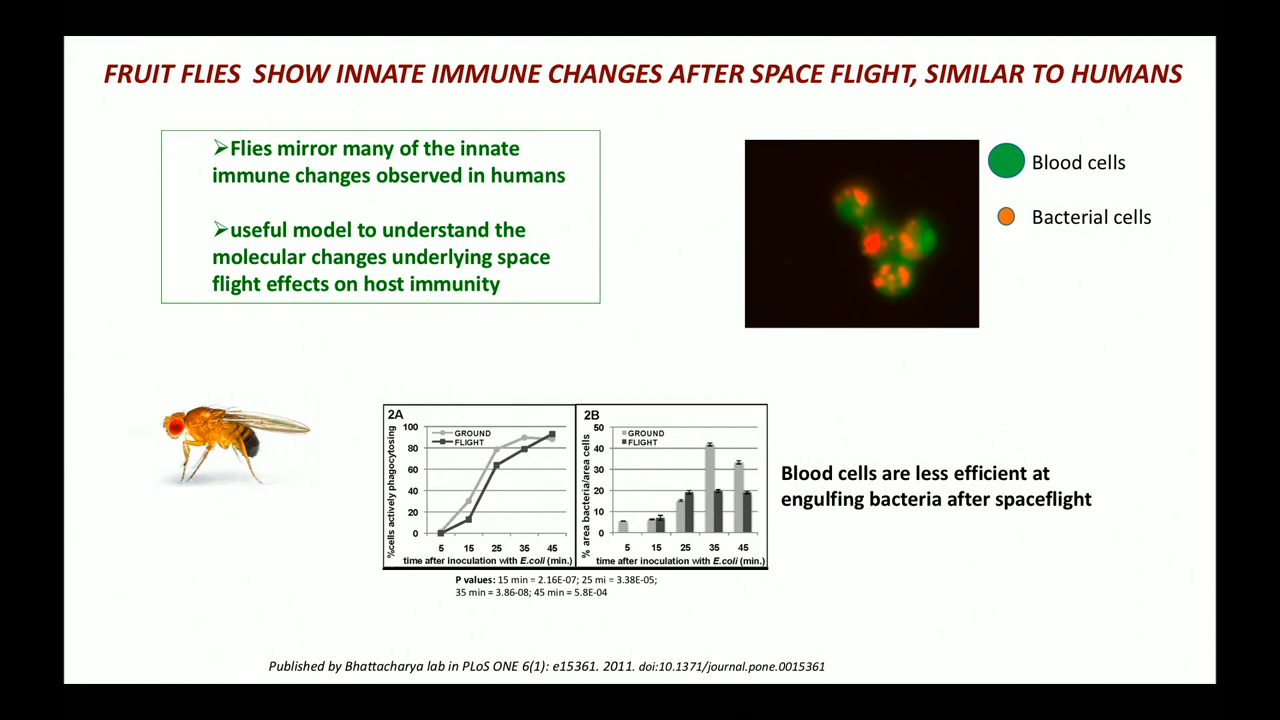 FRUIT FLIES SHOW INNATE IMMUNE CHANGES AFTER SPACE FLIGHT, SIMILAR TO HUMANS
➢Flies mirror many of the innate
immune changes observed in humans
➢useful model to understand the
molecular changes underlying space
flight effects on host immunity
Blood cells
Bacterial cells
2A
%cells actively phagocytosing
100
80
60
40
20
0
GROUND
FLIGHT
5 15 25 35 45
time after inoculation with E.coli (min.)
2B
% area bacteria/area cells
50
40
30
20
10
0
GROUND
FLIGHT
5 15 25 35 45
time after inoculation with E.coli (min.)
Blood cells are less efficient at
engulfing bacteria after spaceflight
P values: 15 min = 2.16E-07; 25 mi = 3.38E-05;
35 min = 3.86-08; 45 min = 5.8E-04
Published by Bhattacharya lab in PLoS ONE 6(1): e15361. 2011. doi:10.1371/journal.pone.0015361